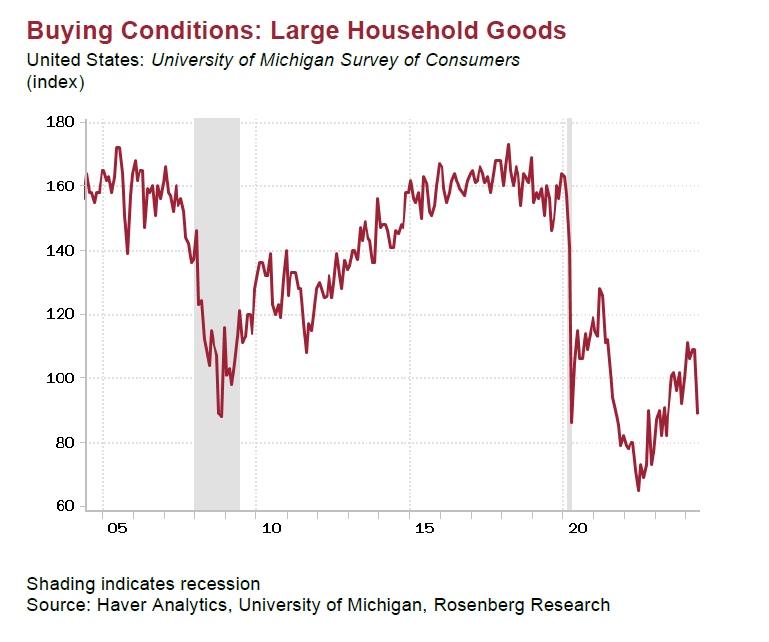 Buying Conditions: Large Household Goods
United States: University of Michigan Survey of Consumers
(index)
180
160
140
120
100
80
60
05 10 15 20
Shading indicates recession
Source: Haver Analytics, University of Michigan, Rosenberg Research